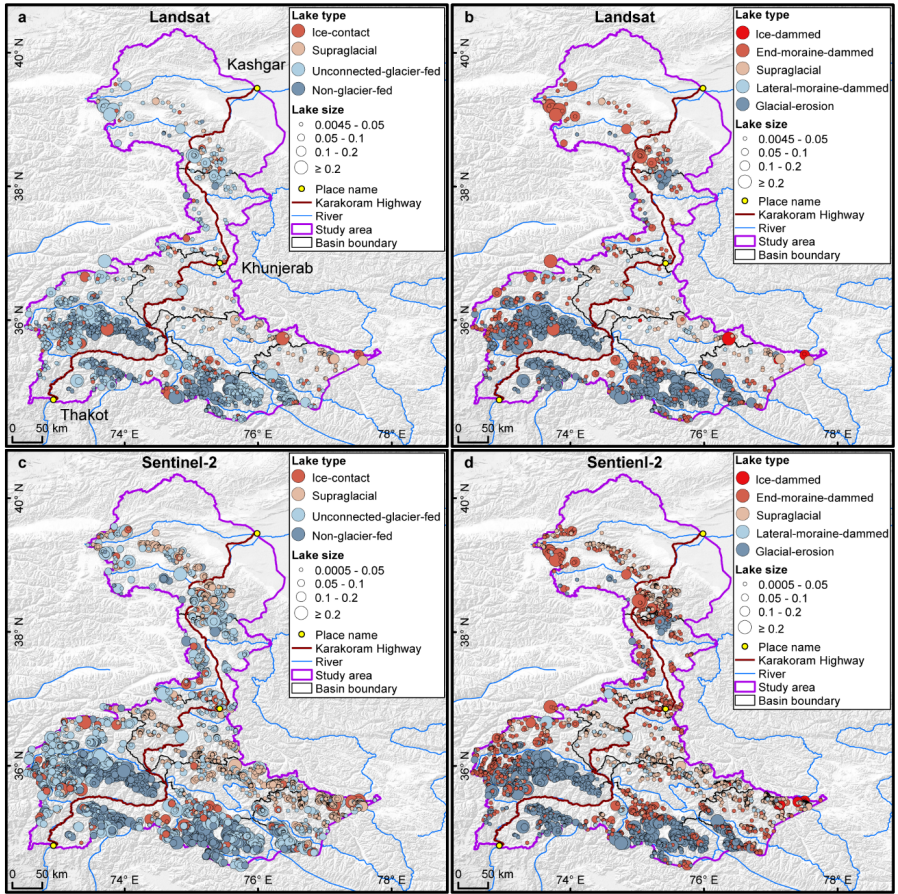 a
Landsat
Lake type
Ice-contact
Supraglacial
Unconnected-glacier-fed
Non-glacier-fed
Lake size
0.0045 - 0.05
0.05 - 0.1
0.1 - 0.2
≥ 0.2
Place name
Karakoram Highway
River
Study area
Basin boundary
Kashgar
Khunjerab
Thakot
40° N
38° N
36° N
0 50 km
74° E
76° E
78° E
b
Landsat
Lake type
Ice-dammed
End-moraine-dammed
Supraglacial
Lateral-moraine-dammed
Glacial-erosion
Lake size
0.0045 - 0.05
0.05 - 0.1
0.1 - 0.2
≥ 0.2
Place name
Karakoram Highway
River
Study area
Basin boundary
40° N
38° N
36° N
0 50 km
74° E
76° E
78° E
c
Sentinel-2
Lake type
Ice-contact
Supraglacial
Unconnected-glacier-fed
Non-glacier-fed
Lake size
0.0005 - 0.05
0.05 - 0.1
0.1 - 0.2
≥ 0.2
Place name
Karakoram Highway
River
Study area
Basin boundary
40° N
38° N
36° N
0 50 km
74° E
76° E
78° E
d
Sentienl-2
Lake type
Ice-dammed
End-moraine-dammed
Supraglacial
Lateral-moraine-dammed
Glacial-erosion
Lake size
0.0005 - 0.05
0.05 - 0.1
0.1 - 0.2
≥ 0.2
Place name
Karakoram Highway
River
Study area
Basin boundary
40° N
38° N
36° N
0 50 km
74° E
76° E
78° E